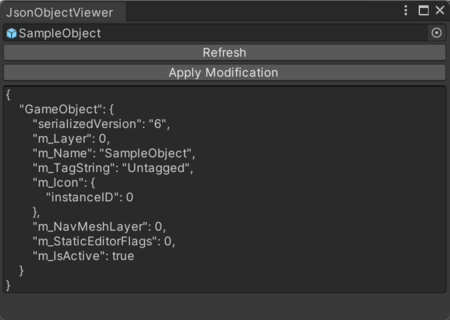 JsonObjectViewer
SampleObject
Refresh
Apply Modification
{
  "GameObject": {
    "serializedVersion": "6",
    "m_Layer": 0,
    "m_Name": "SampleObject",
    "m_TagString": "Untagged",
    "m_Icon": {
      "instanceID": 0
    },
    "m_NavMeshLayer": 0,
    "m_StaticEditorFlags": 0,
    "m_IsActive": true
  }
}